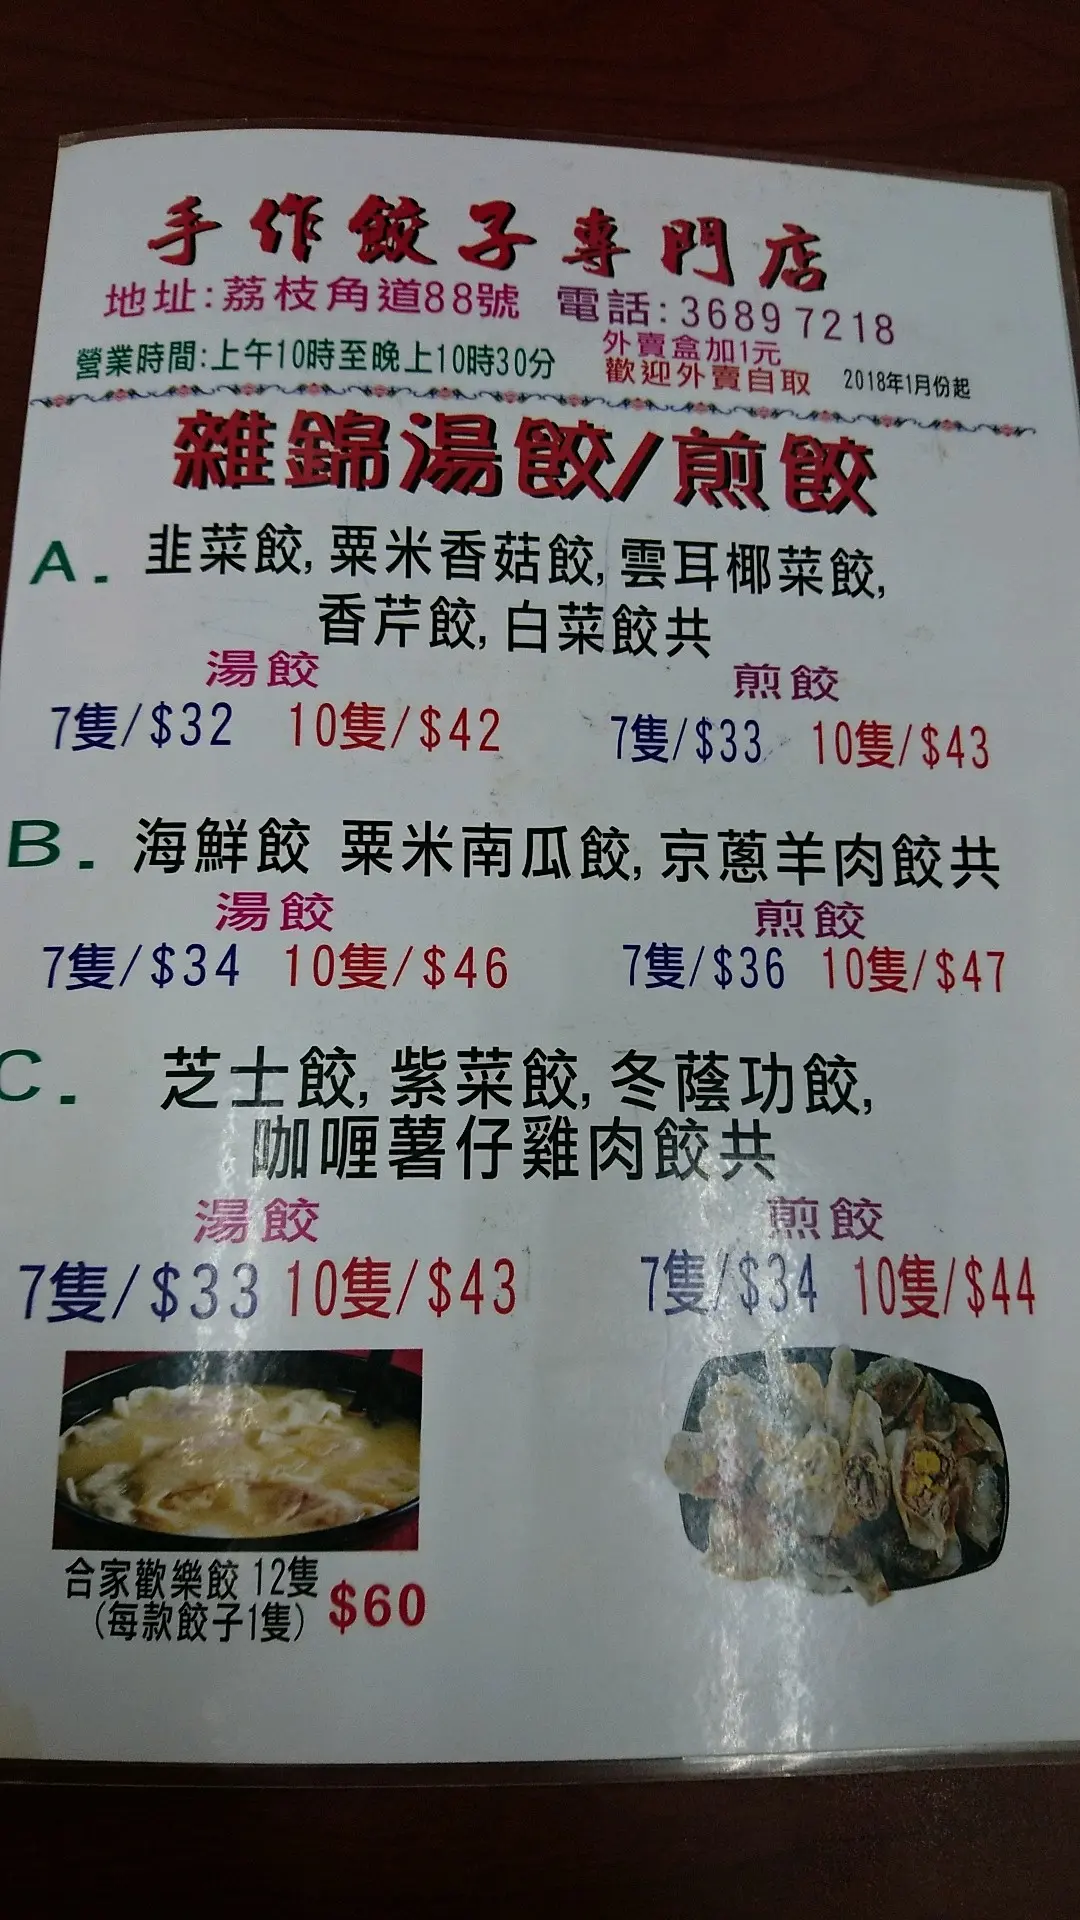 手作餃子專門店
地址:荔枝角道88號 電話:3689 7218
營業時間:上午10時至晚上10時30分
外賣盒加1元
歡迎外賣自取 2018年1月份起
雜錦湯餃/煎餃
A. 韭菜餃,粟米香菇餃,雲耳椰菜餃,
香芹餃,白菜餃共
湯餃 煎餃
7隻/$32 10隻/$42 7隻/$33 10隻/$43
B. 海鮮餃 粟米南瓜餃,京蔥羊肉餃共
湯餃 煎餃
7隻/$34 10隻/$46 7隻/$36 10隻/$47
C. 芝士餃,紫菜餃,冬蔭功餃,
咖喱薯仔雞肉餃共
湯餃 煎餃
7隻/$33 10隻/$43 7隻/$34 10隻/$44
合家歡樂餃 12隻
(每款餃子1隻) $60